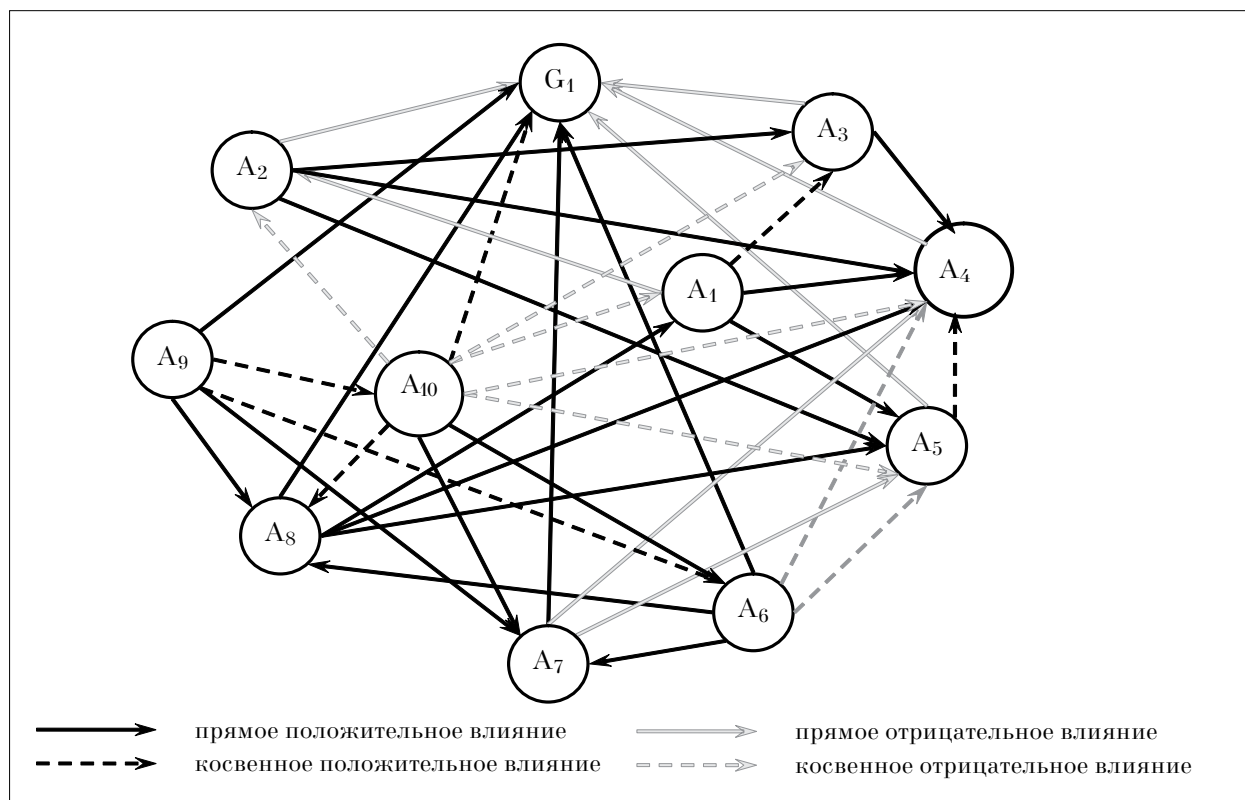 G1
A3
A2
A4
A1
A9
A10
A5
A8
A6
A7
прямое положительное влияние
прямое отрицательное влияние
косвенное положительное влияние
косвенное отрицательное влияние